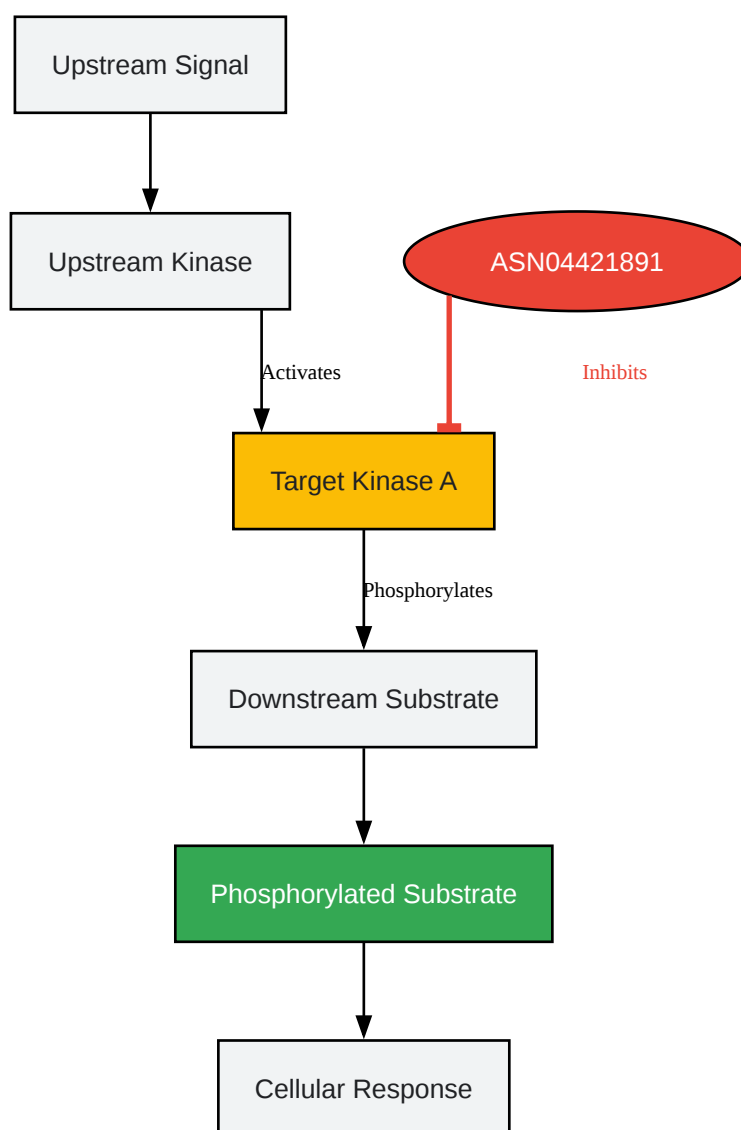 Upstream Signal
Upstream Kinase
ASN04421891
Activates
Inhibits
Target Kinase A
Phosphorylates
Downstream Substrate
Phosphorylated Substrate
Cellular Response